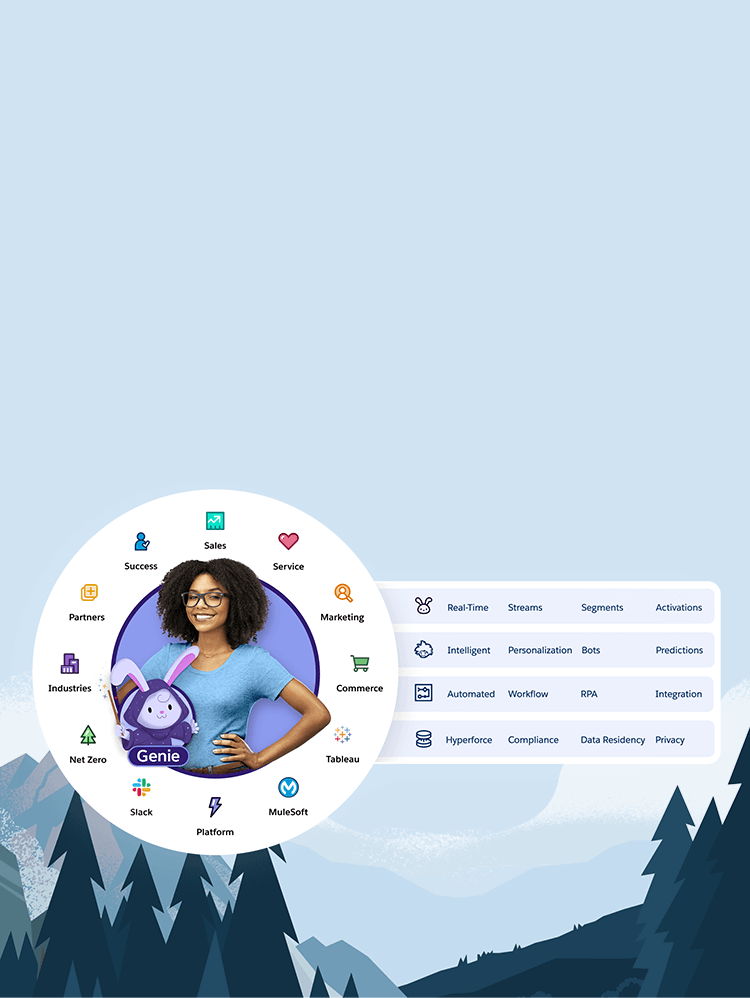 Sales
Success
Service
Partners
Marketing
Industries
Commerce
Net Zero
Tableau
Slack
MuleSoft
Platform
Genie
Real-Time Streams Segments Activations
Intelligent Personalization Bots Predictions
Automated Workflow RPA Integration
Hyperforce Compliance Data Residency Privacy